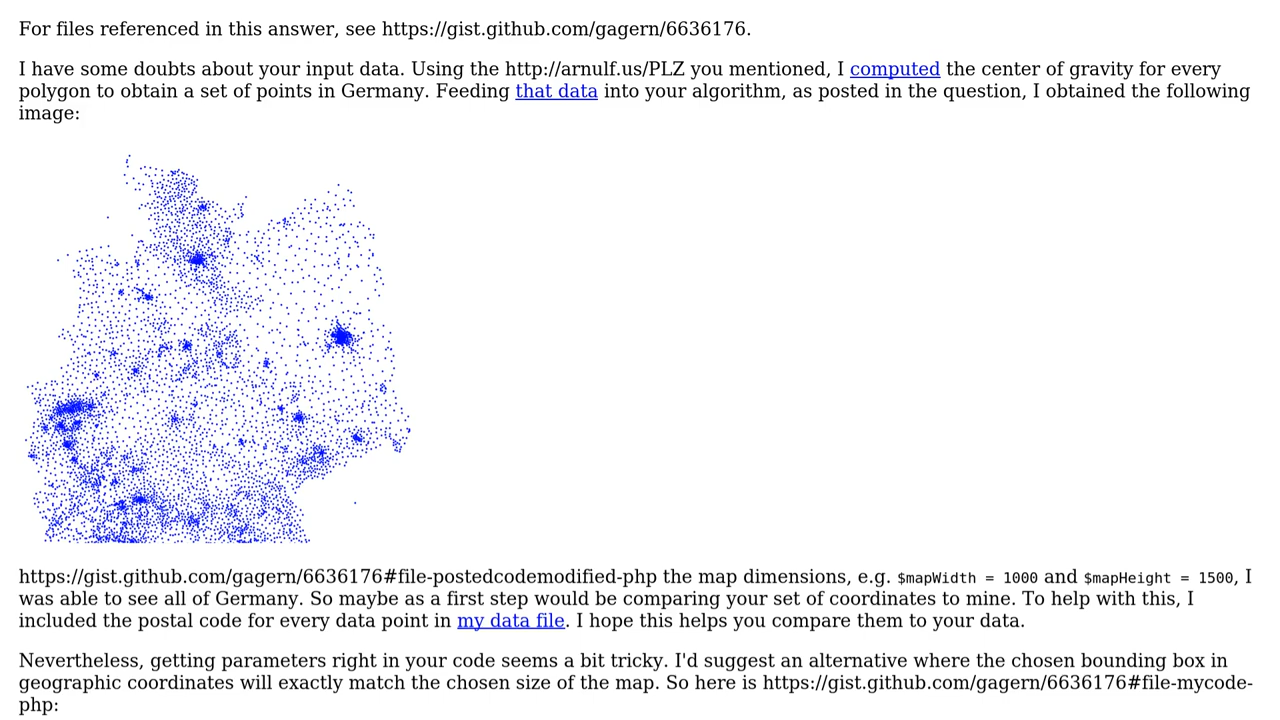 For files referenced in this answer, see https://gist.github.com/gagern/6636176.
I have some doubts about your input data. Using the http://arnulf.us/PLZ you mentioned, I computed the center of gravity for every
polygon to obtain a set of points in Germany. Feeding that data into your algorithm, as posted in the question, I obtained the following
image:
https://gist.github.com/gagern/6636176#file-postedcodemodified-php the map dimensions, e.g. $mapWidth = 1000 and $mapHeight = 1500, I
was able to see all of Germany. So maybe as a first step would be comparing your set of coordinates to mine. To help with this, I
included the postal code for every data point in my data file. I hope this helps you compare them to your data.
Nevertheless, getting parameters right in your code seems a bit tricky. I'd suggest an alternative where the chosen bounding box in
geographic coordinates will exactly match the chosen size of the map. So here is https://gist.github.com/gagern/6636176#file-mycode-
php: